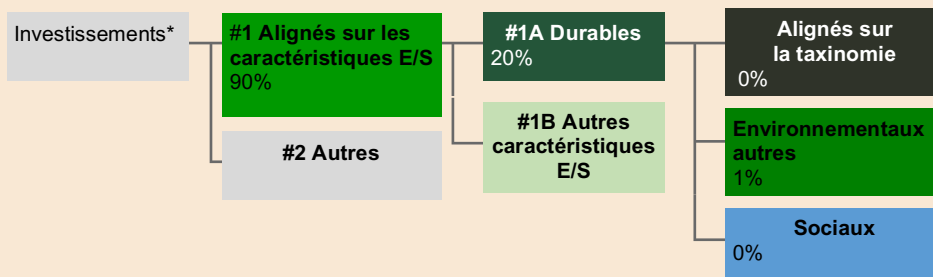 Investissements*
#1 Alignés sur les
caractéristiques E/S
90%
#2 Autres
#1A Durables
20%
#1B Autres
caractéristiques
E/S
Alignés sur
la taxinomie
0%
Environnementaux
autres
1%
Sociaux
0%